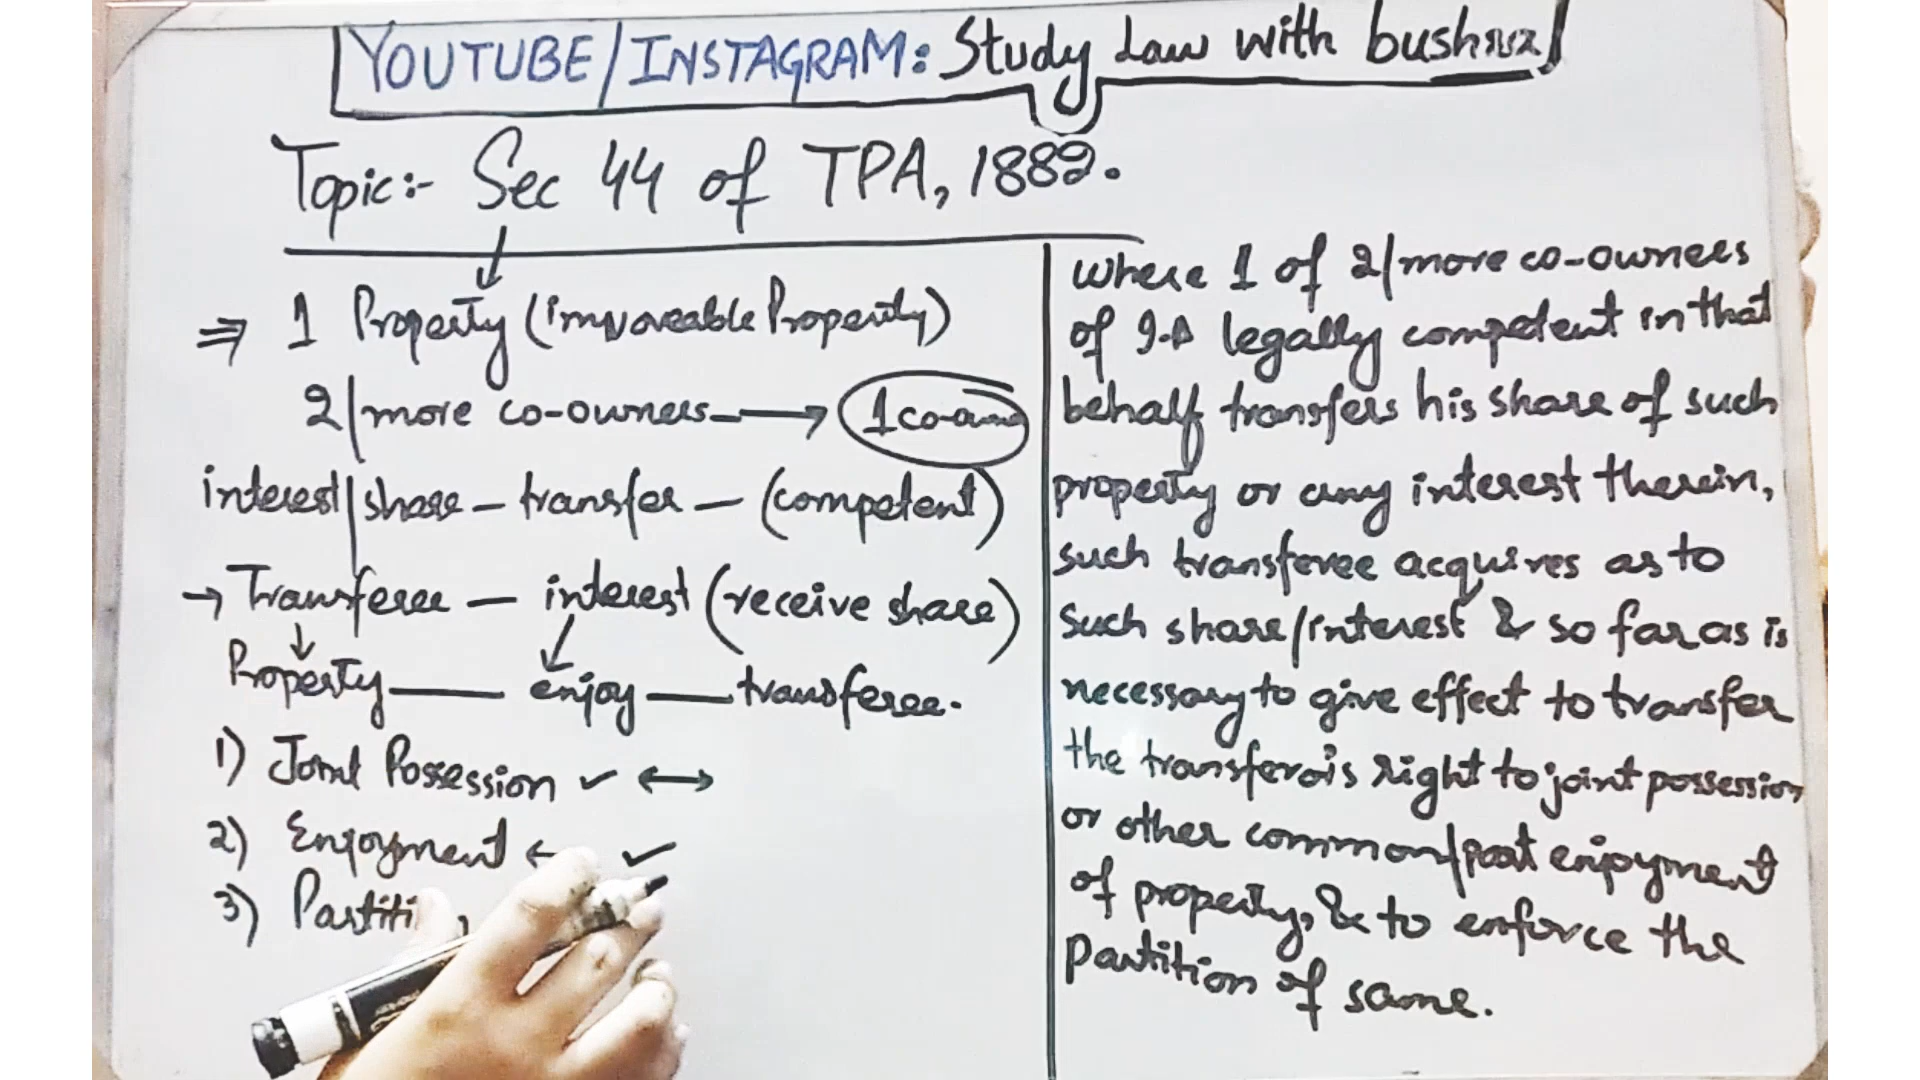 YOUTUBE/INSTAGRAM: Study Law with bushra
Topic:- Sec 44 of TPA, 1882.
⇒ 1 Property (immoveable Property)
2/more co-owners → 1 co-owner
interest/share – transfer – (competent)
→ Transferee – interest (receive share)
↓ ↓
Property — enjoy — transferee.
1) Joint Possession ✓ ↔
2) Enjoyment ← ✓
3) Partiti
where 1 of 2/more co-owners
of I.P legally competent in that
behalf transfers his share of such
property or any interest therein,
such transferee acquires as to
such share/interest & so far as is
necessary to give effect to transfer
the transferor's right to joint possession
or other common/part enjoyment
of property, & to enforce the
partition of same.